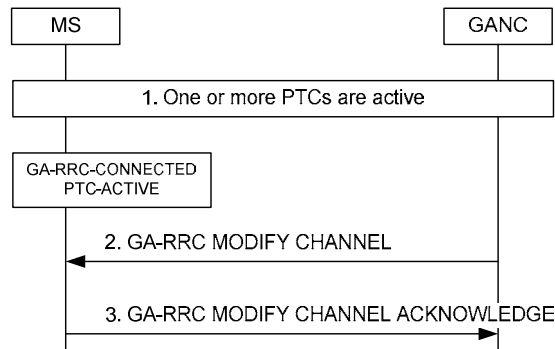 MS
GANC
1. One or more PTCs are active
GA-RRC-CONNECTED
PTC-ACTIVE
2. GA-RRC MODIFY CHANNEL
3. GA-RRC MODIFY CHANNEL ACKNOWLEDGE